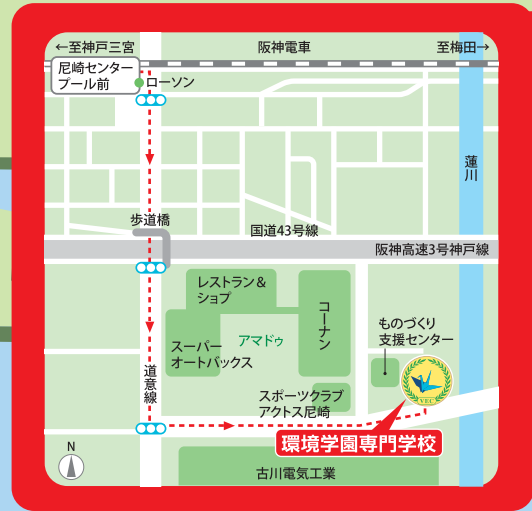 ←至神戸三宮
阪神電車
至梅田→
尼崎センター
プール前
ローソン
蓮川
歩道橋
国道43号線
阪神高速3号神戸線
レストラン&
ショプ
コーナン
ものづくり
支援センター
アマドゥ
スーパー
オートバックス
道意線
スポーツクラブ
アクトス尼崎
VECC
環境学園専門学校
N
古川電気工業